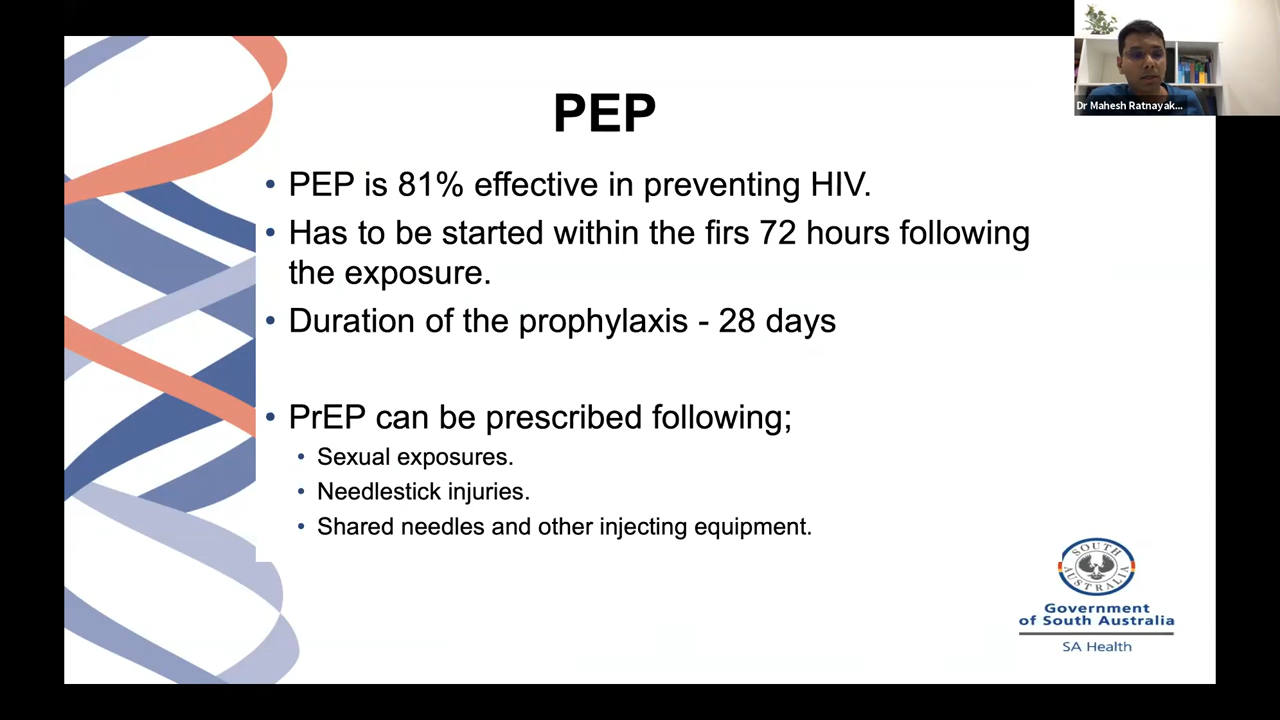 Dr Mahesh Ratnayak...
PEP
• PEP is 81% effective in preventing HIV.
• Has to be started within the firs 72 hours following
the exposure.
• Duration of the prophylaxis - 28 days
• PrEP can be prescribed following;
• Sexual exposures.
• Needlestick injuries.
• Shared needles and other injecting equipment.
SOUTH
AUSTRALIA
Government
of South Australia
SA Health